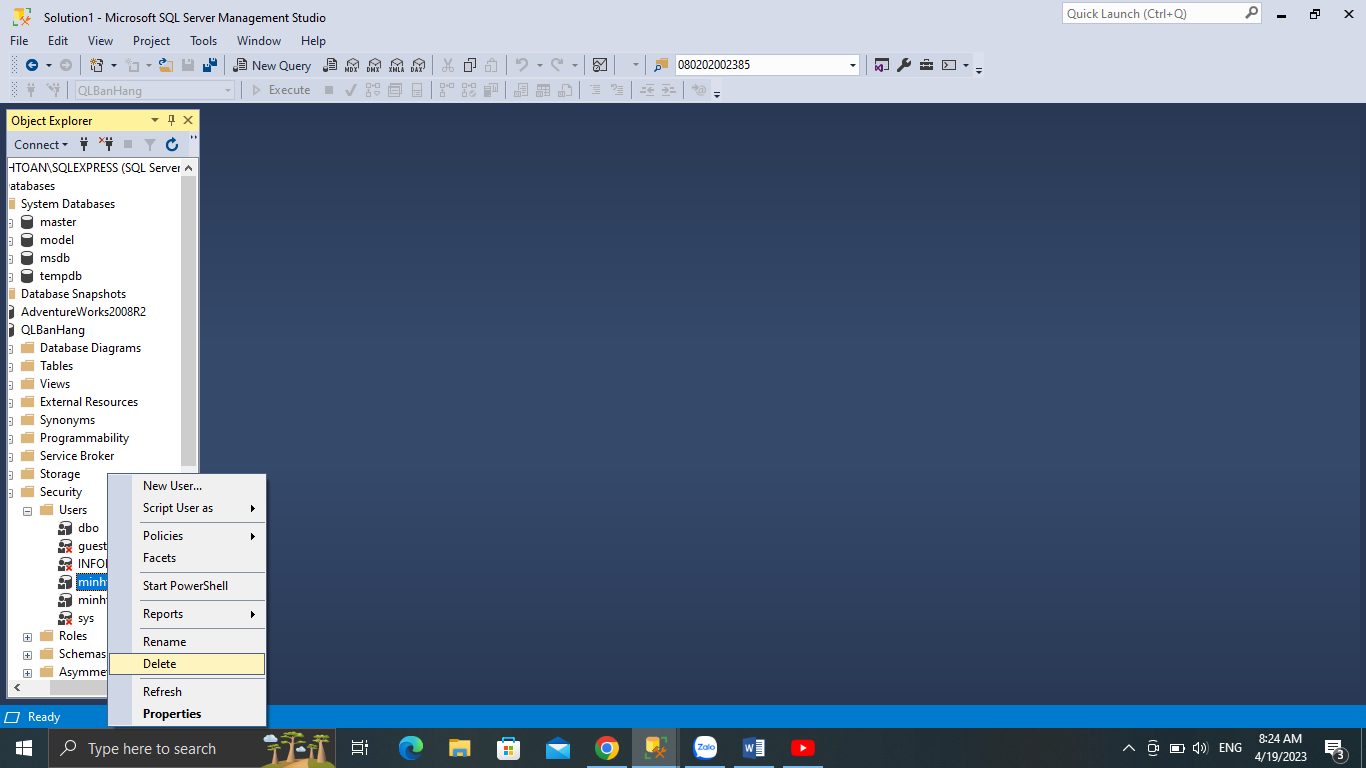 Solution1 - Microsoft SQL Server Management Studio
Quick Launch (Ctrl+Q)
File Edit View Project Tools Window Help
New Query MDX DMX XMLA DAX 080202002385
QLBanHang Execute
Object Explorer
Connect
HTOAN\SQLEXPRESS (SQL Server
atabases
System Databases
master
model
msdb
tempdb
Database Snapshots
AdventureWorks2008R2
QLBanHang
Database Diagrams
Tables
Views
External Resources
Synonyms
Programmability
Service Broker
Storage
Security
Users
dbo
guest
INFO
minh
minh
sys
Roles
Schemas
Asymme
New User...
Script User as
Policies
Facets
Start PowerShell
Reports
Rename
Delete
Refresh
Properties
Ready
Type here to search
Zalo
ENG
8:24 AM
4/19/2023
3